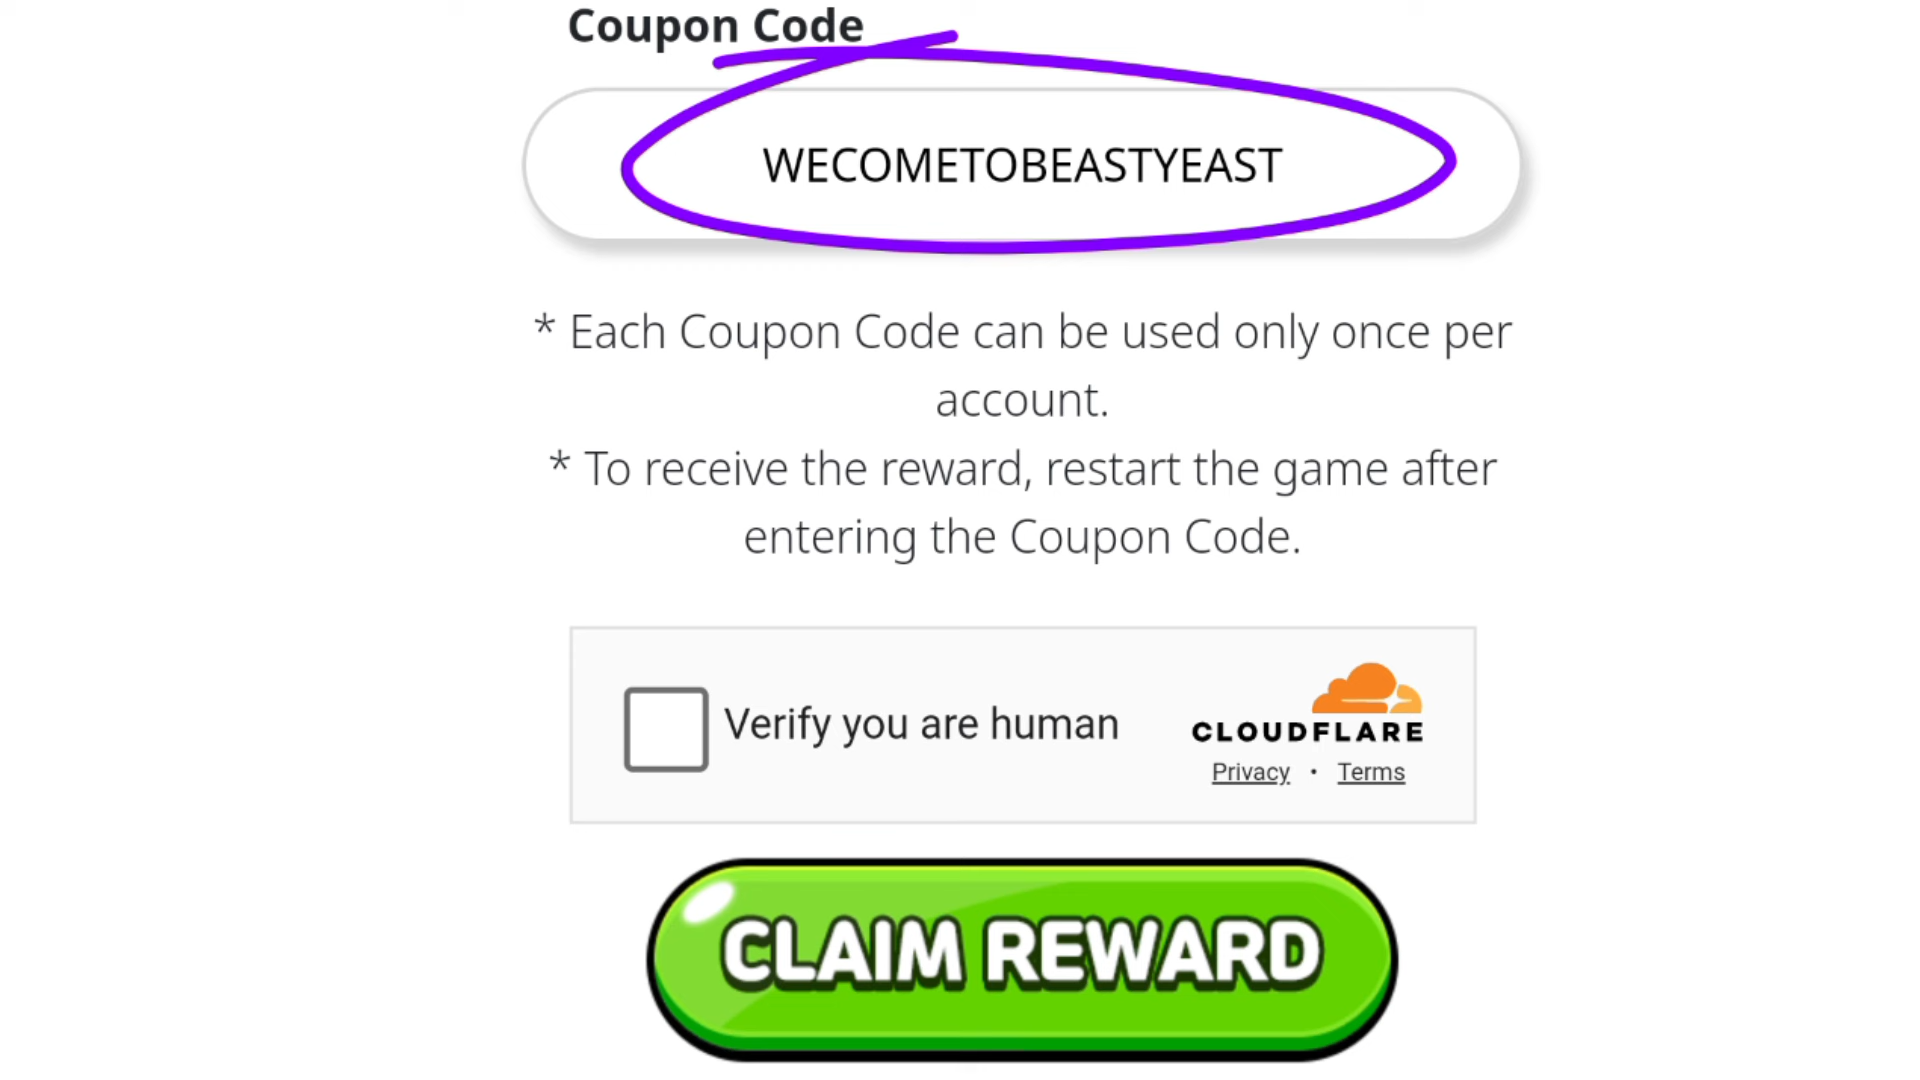 Coupon Code
WECOMETOBEASTYEAST
* Each Coupon Code can be used only once per
account.
* To receive the reward, restart the game after
entering the Coupon Code.
Verify you are human
CLOUDFLARE
Privacy • Terms
CLAIM REWARD